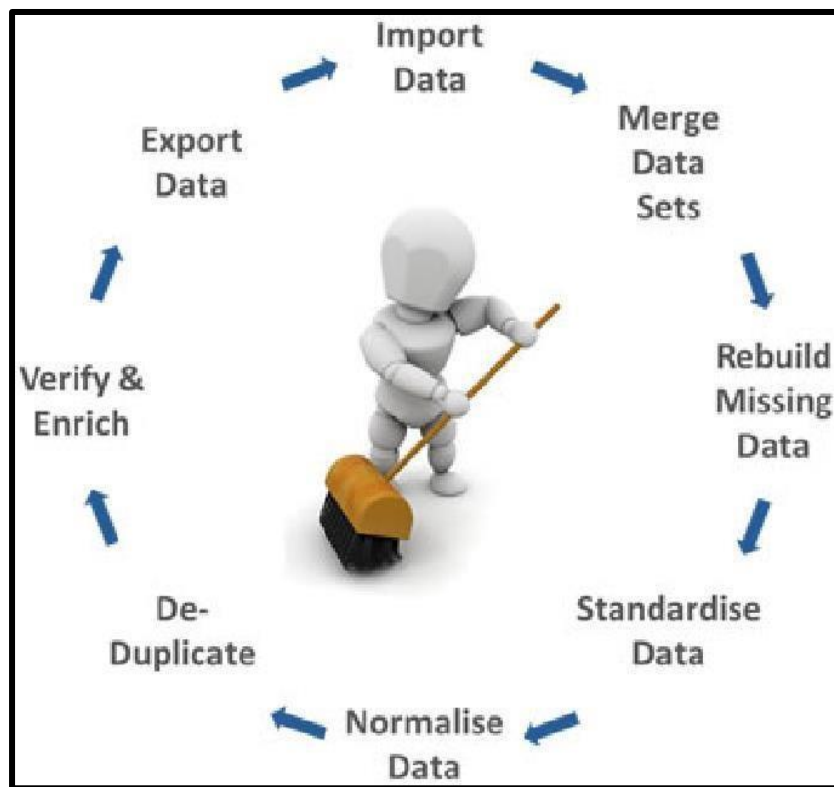 Import
Data
Merge
Data
Sets
Rebuild
Missing
Data
Standardise
Data
Normalise
Data
De-
Duplicate
Verify &
Enrich
Export
Data